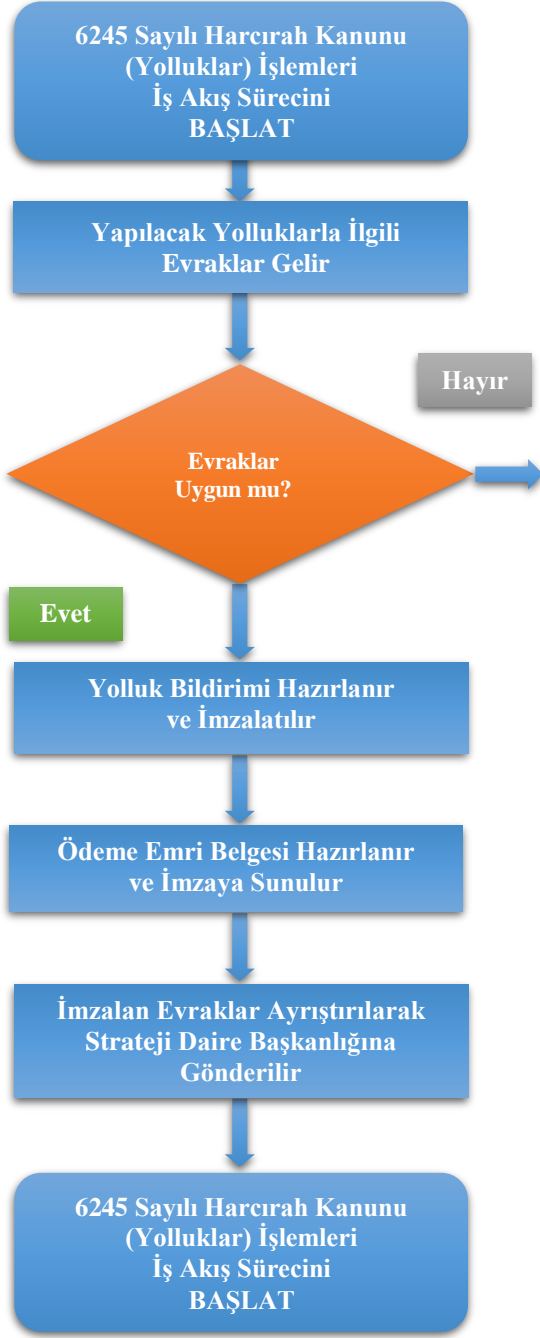 6245 Sayılı Harcırah Kanunu
(Yolluklar) İşlemleri
İş Akış Sürecini
BAŞLAT
Yapılacak Yolluklarla İlgili
Evraklar Gelir
Hayır
Evraklar
Uygun mu?
Evet
Yolluk Bildirimi Hazırlanır
ve İmzalatılır
Ödeme Emri Belgesi Hazırlanır
ve İmzaya Sunulur
İmzalan Evraklar Ayrıştırılarak
Strateji Daire Başkanlığına
Gönderilir
6245 Sayılı Harcırah Kanunu
(Yolluklar) İşlemleri
İş Akış Sürecini
BAŞLAT